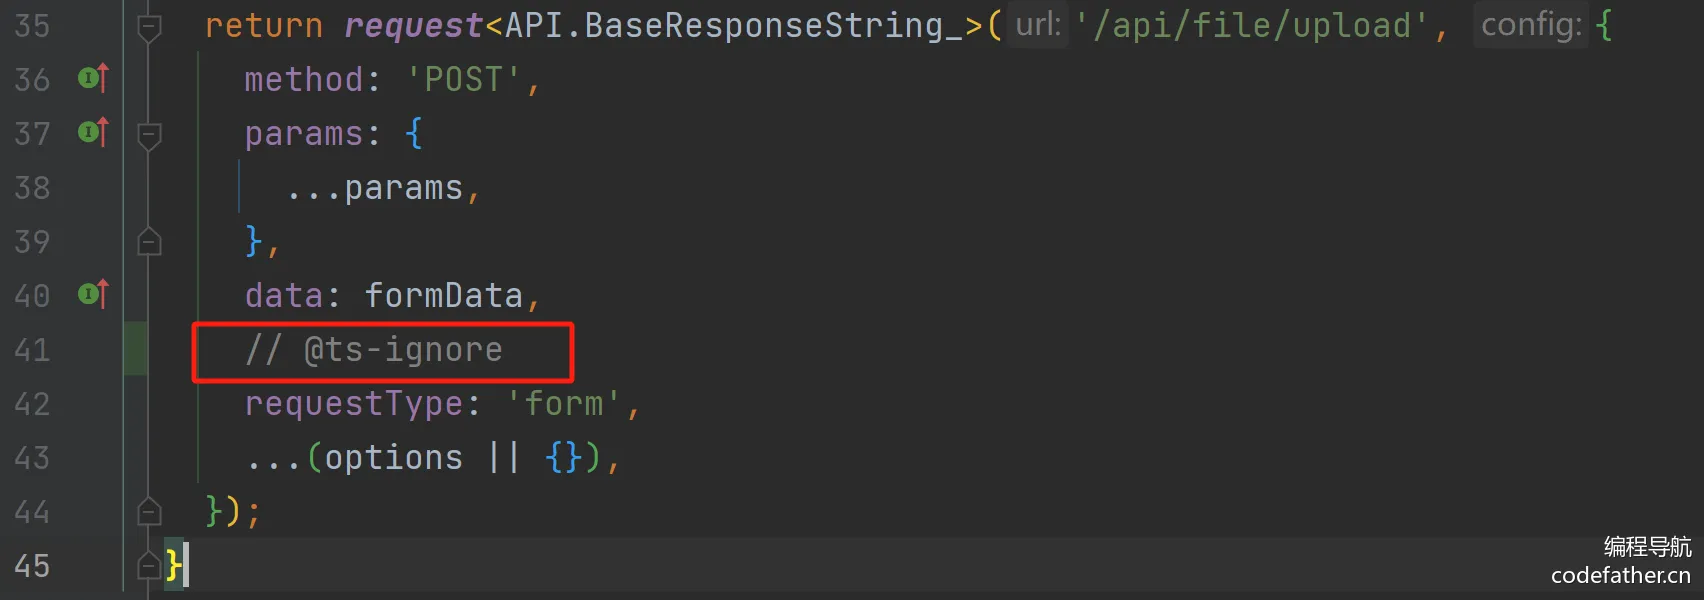 35 return request<API.BaseResponseString_>( url: '/api/file/upload', config: {
36 method: 'POST',
37 params: {
38 ...params,
39 },
40 data: formData,
41 // @ts-ignore
42 requestType: 'form',
43 ...(options || {}),
44 });
45 }
编程导航
codefather.cn